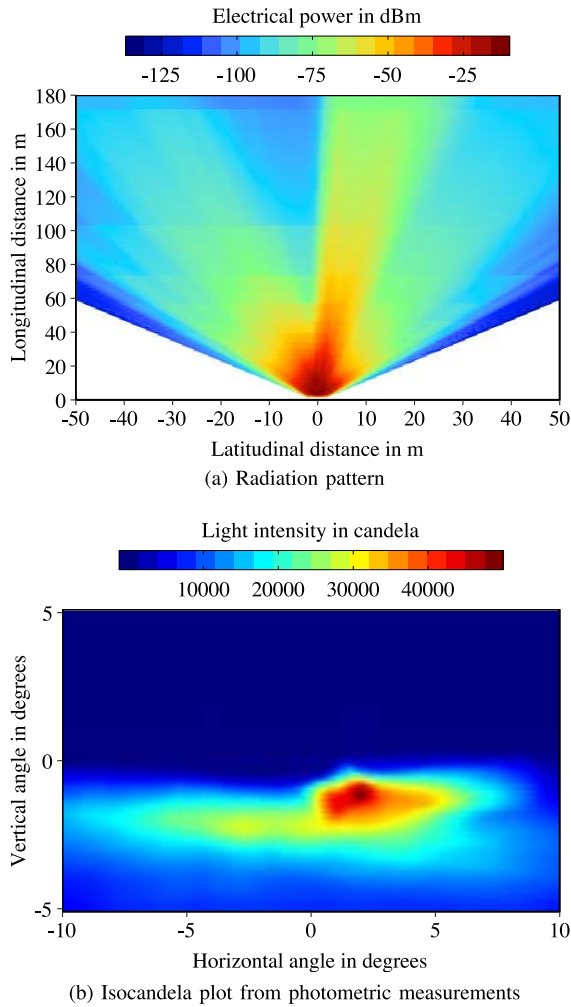 Electrical power in dBm
-125 -100 -75 -50 -25
Longitudinal distance in m
180
160
140
120
100
80
60
40
20
0
-50 -40 -30 -20 -10 0 10 20 30 40 50
Latitudinal distance in m
(a) Radiation pattern
Light intensity in candela
10000 20000 30000 40000
Vertical angle in degrees
5
0
-5
-10 -5 0 5 10
Horizontal angle in degrees
(b) Isocandela plot from photometric measurements